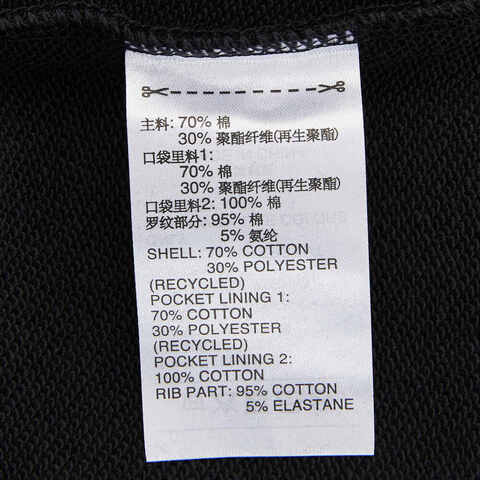 主料: 70% 棉
30% 聚酯纤维(再生聚酯)
口袋里料1:
70% 棉
30% 聚酯纤维(再生聚酯)
口袋里料2: 100% 棉
罗纹部分: 95% 棉
5% 氨纶
SHELL: 70% COTTON
30% POLYESTER
(RECYCLED)
POCKET LINING 1:
70% COTTON
30% POLYESTER
(RECYCLED)
POCKET LINING 2:
100% COTTON
RIB PART: 95% COTTON
5% ELASTANE